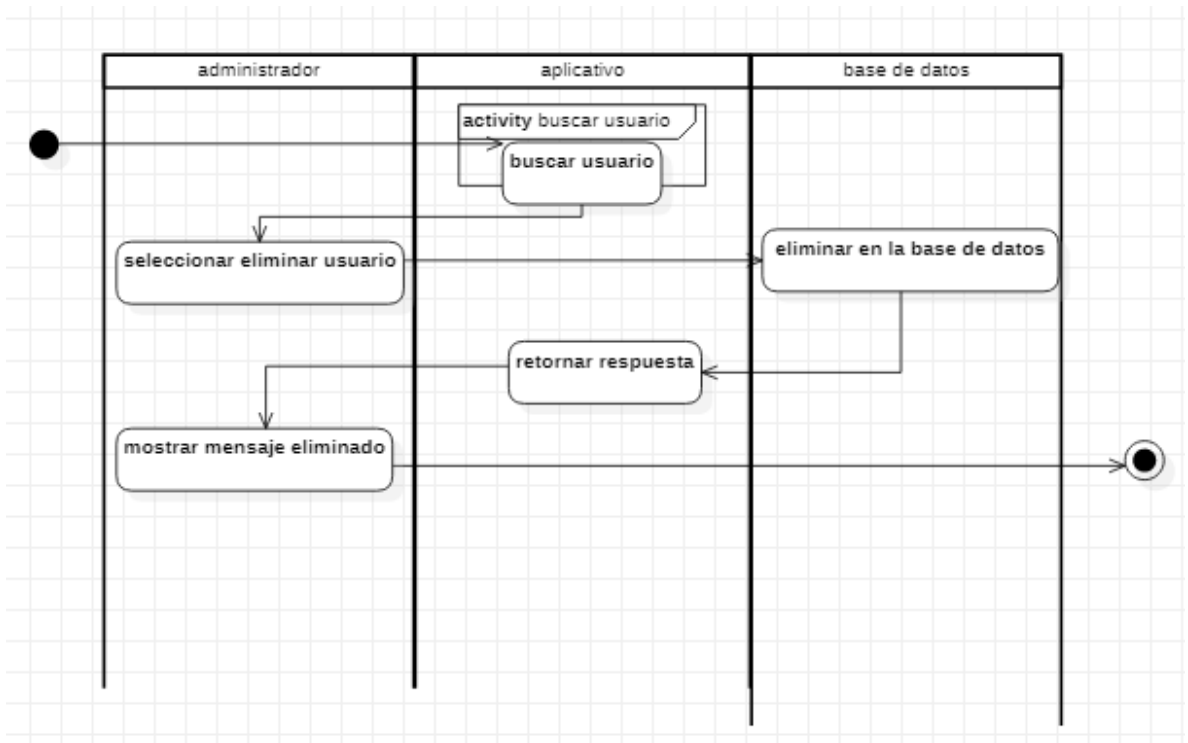 administrador
aplicativo
base de datos
activity buscar usuario
buscar usuario
seleccionar eliminar usuario
eliminar en la base de datos
retornar respuesta
mostrar mensaje eliminado